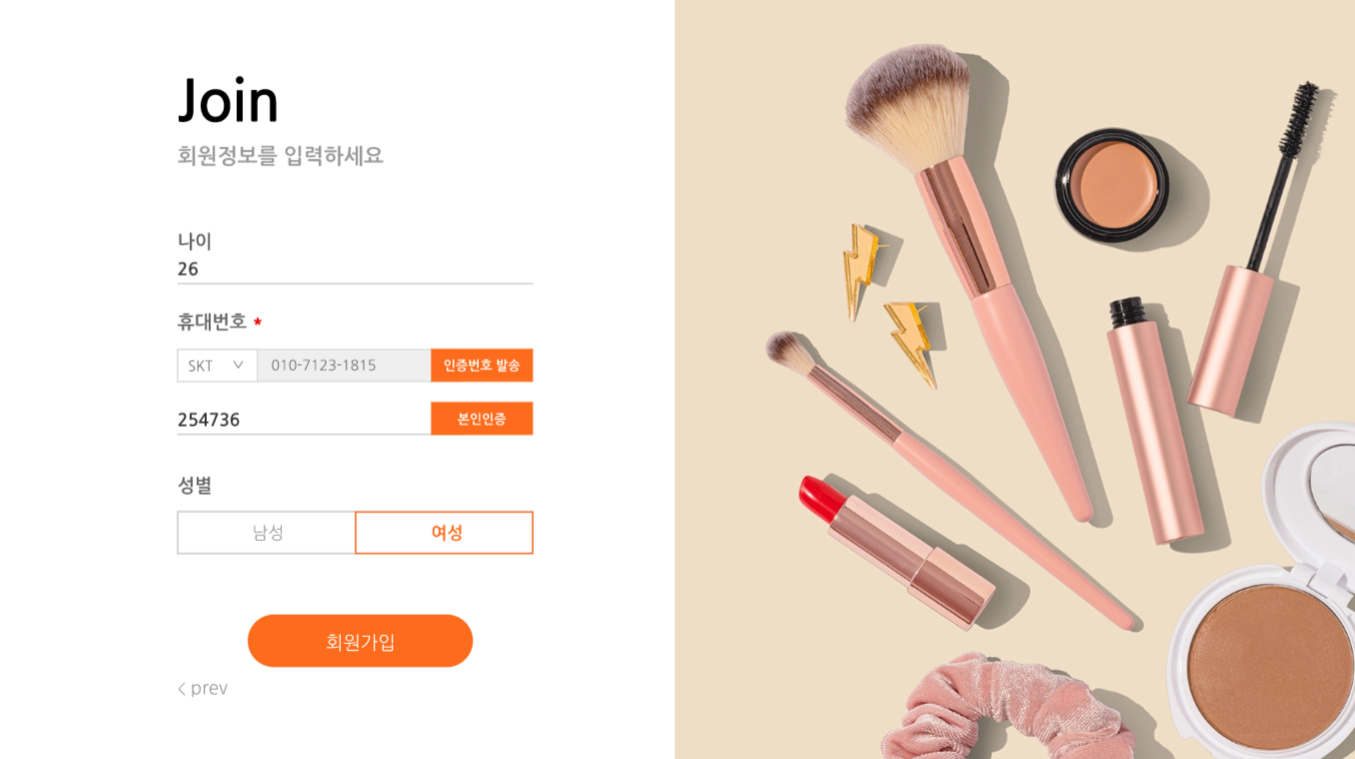 Join
회원정보를 입력하세요
나이
26
휴대번호 *
SKT 010-7123-1815 인증번호 발송
254736 본인인증
성별
남성 여성
회원가입
< prev